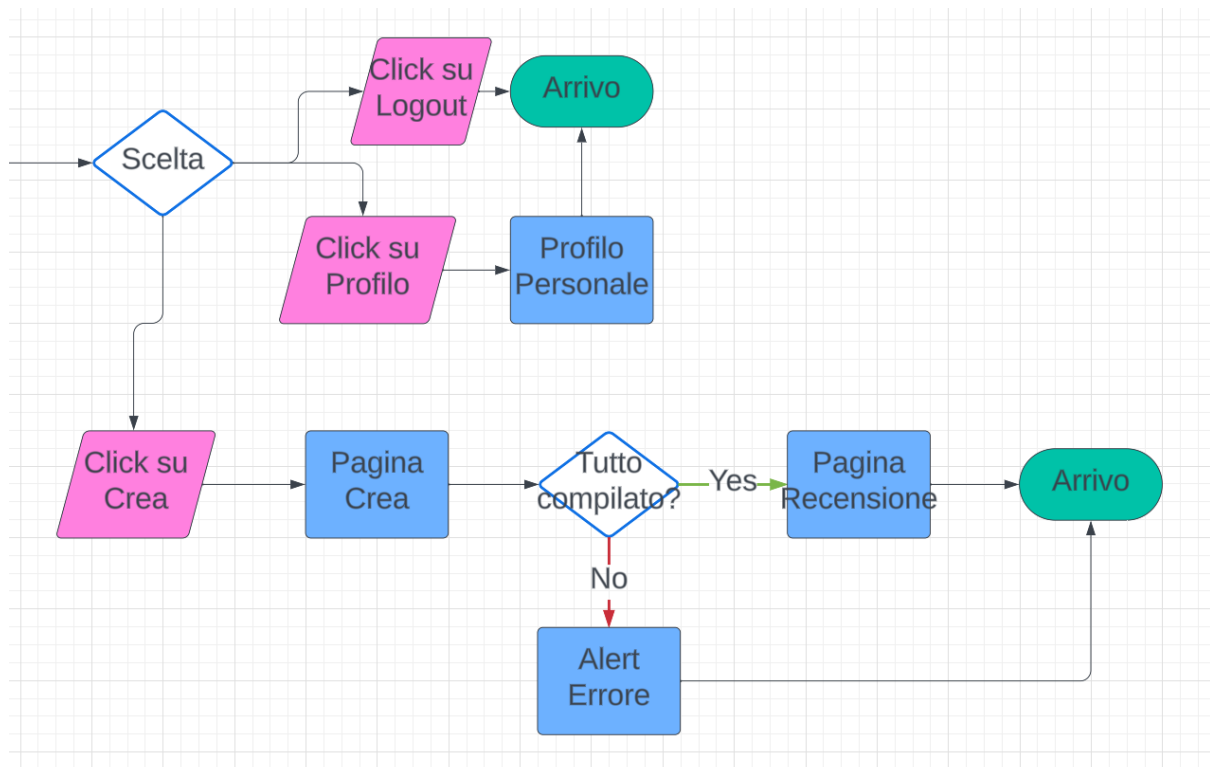 Click su
Logout
Arrivo
Scelta
Click su
Profilo
Profilo
Personale
Click su
Crea
Pagina
Crea
Tutto
compilato?
Yes
Pagina
Recensione
Arrivo
No
Alert
Errore